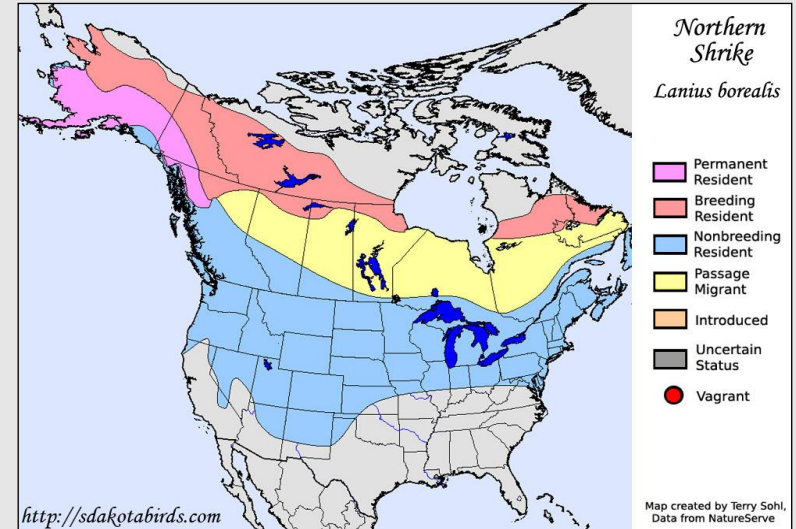 Northern
Shrike
Lanius borealis
Permanent
Resident
Breeding
Resident
Nonbreeding
Resident
Passage
Migrant
Introduced
Uncertain
Status
Vagrant
http://sdakotabirds.com
Map created by Terry Sohl,
Data from NatureServe